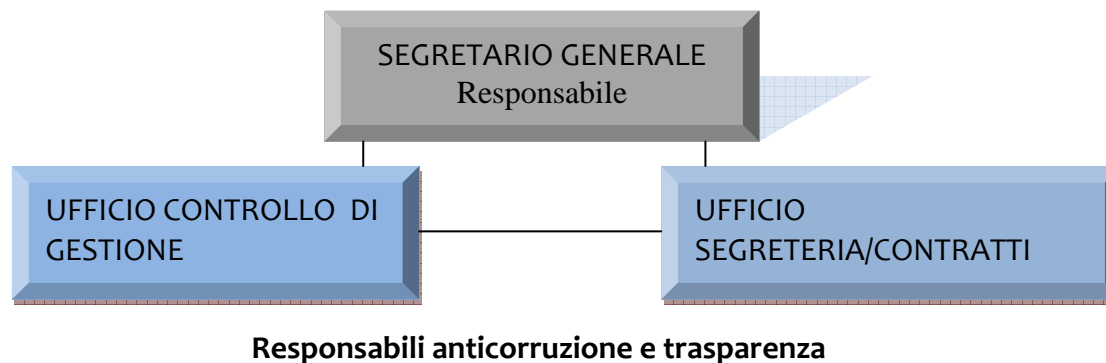 SEGRETARIO GENERALE
Responsabile
UFFICIO CONTROLLO DI
GESTIONE
UFFICIO
SEGRETERIA/CONTRATTI
Responsabili anticorruzione e trasparenza